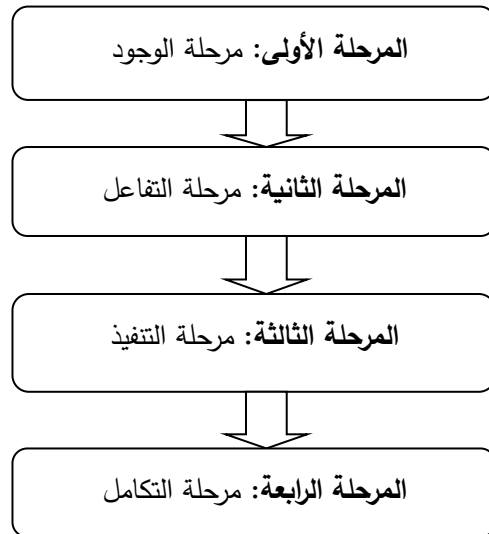 المرحلة الأولى: مرحلة الوجود
المرحلة الثانية: مرحلة التفاعل
المرحلة الثالثة: مرحلة التنفيذ
المرحلة الرابعة: مرحلة التكامل